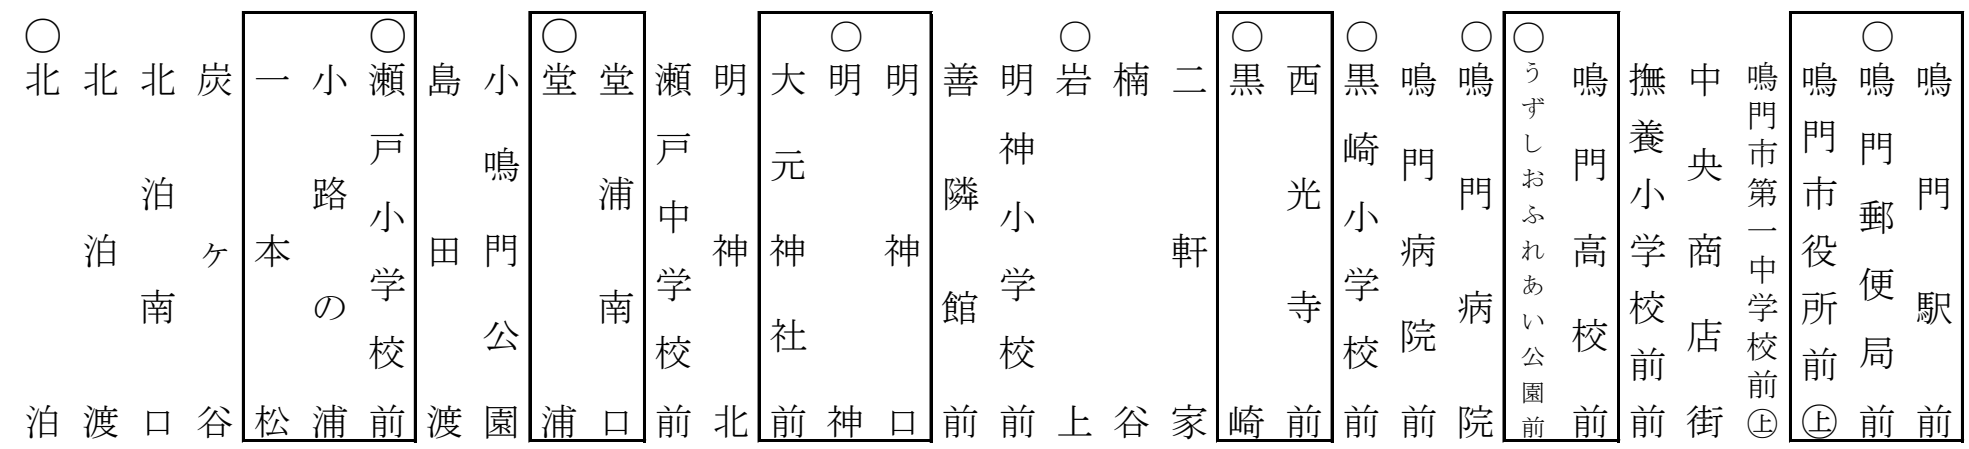 鳴門駅前
○鳴門郵便局前
鳴門市役所前㊤
鳴門市第一中学校前㊤
中央商店街
撫養小学校前
鳴門高校前
○うずしおふれあい公園前
○鳴門病院
鳴門病院前
○黒崎小学校前
西光寺前
○黒崎
二軒家
楠谷
○岩上
明神小学校前
善隣館前
明神口
○明神
大元神社前
明神北
瀬戸中学校前
堂浦南口
○堂浦
小鳴門公園
島田渡
○瀬戸小学校前
小路の浦
一本松
炭ヶ谷
北泊南口
北泊渡
○北泊